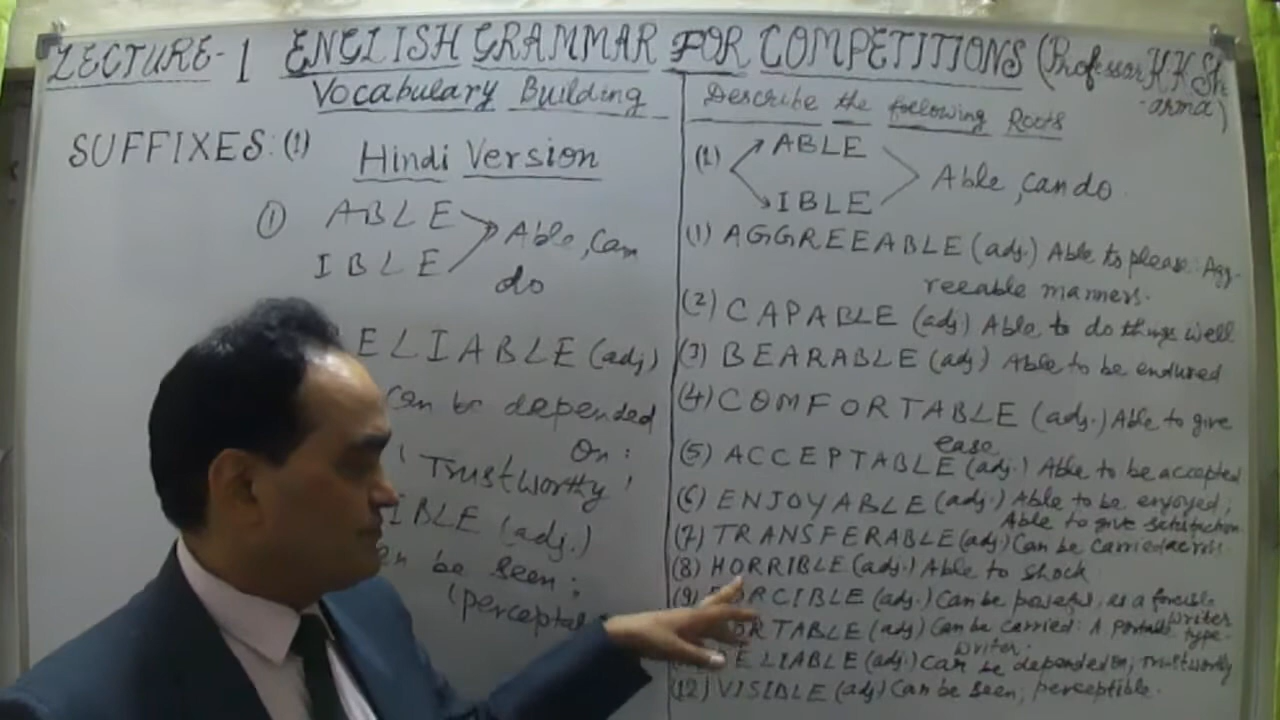 LECTURE-1 ENGLISH GRAMMAR FOR COMPETITIONS (Professor KK Sh
arma)
Vocabulary Building
SUFFIXES: (1)
Hindi Version
① ABLE
IBLE
Able, Can
do
ELIABLE (adj)
Can be depended
On:
'Trustworthy'
IBLE (adj.)
en be seen;
(perceptable
Describe the following Roots
(1) ABLE
IBLE
Able, can do
(1) AGGREEABLE (adj.) Able to please: Agg-
reeable manners.
(2) CAPABLE (adj) Able to do things well
(3) BEARABLE (adj) Able to be endured
(4) COMFORTABLE (adj.) Able to give
ease
(5) ACCEPTABLE (adj.) Able to be accepted
(6) ENJOYABLE (adj.) Able to be enjoyed;
Able to give satisfaction
(7) TRANSFERABLE (adj) Can be carried across
(8) HORRIBLE (adj.) Able to shock
(9) ORCIBLE (adj.) Can be as a forcible
writer
ORTABLE (adj) Can be carried: A portable type-
writer.
ELIABLE (adj.) Can be depended on; Trustworthy
(12) VISIBLE (adj) Can be seen; perceptible.